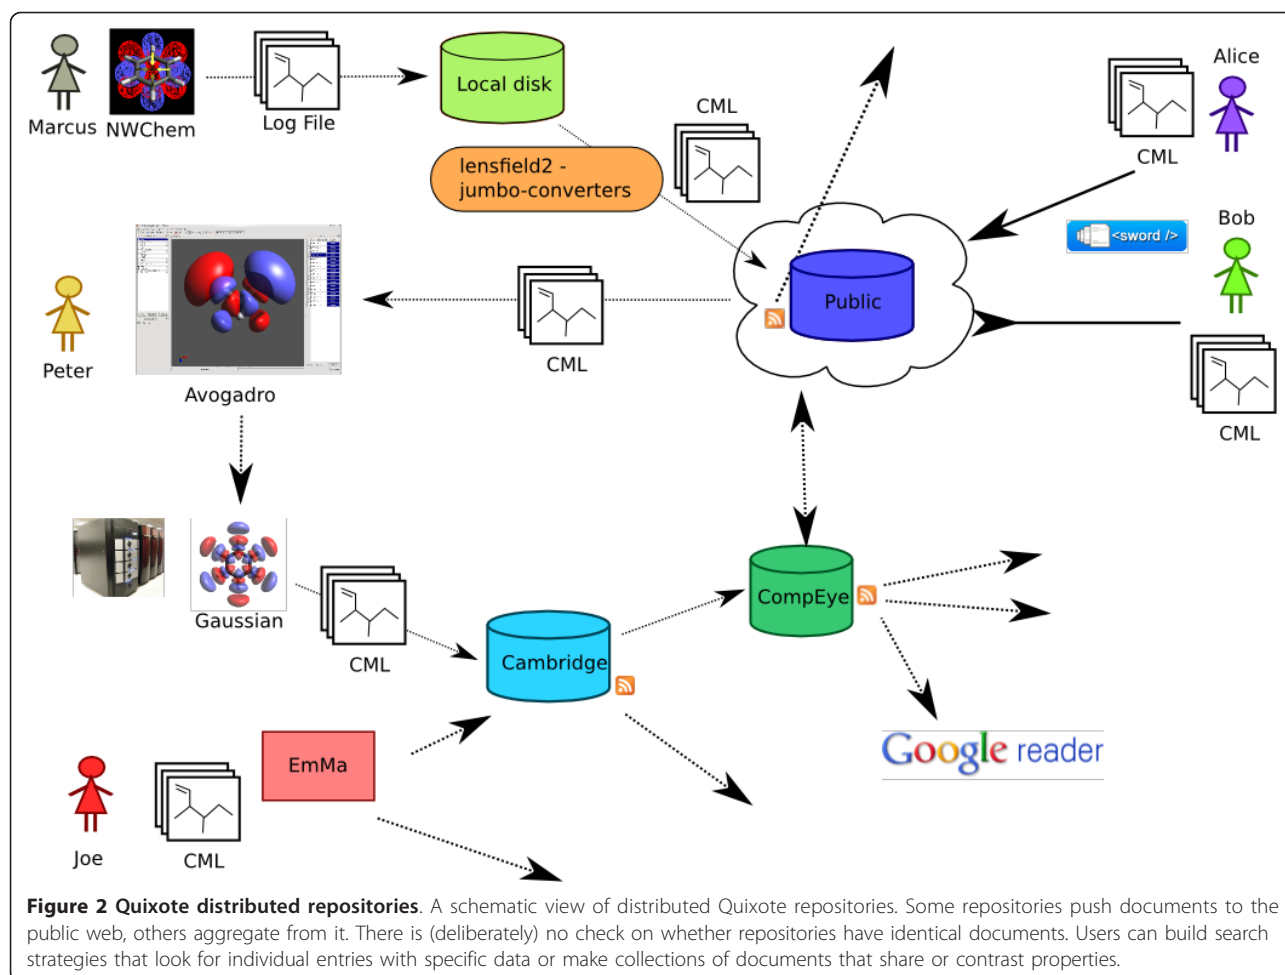 Marcus
NWChem
Log File
Local disk
CML
Alice
CML
lensfield2 -
jumbo-converters
Bob
<sword />
Public
CML
Peter
Avogadro
CML
Gaussian
CML
Cambridge
CompEye
Google reader
EmMa
Joe
CML
Figure 2 Quixote distributed repositories. A schematic view of distributed Quixote repositories. Some repositories push documents to the
public web, others aggregate from it. There is (deliberately) no check on whether repositories have identical documents. Users can build search
strategies that look for individual entries with specific data or make collections of documents that share or contrast properties.